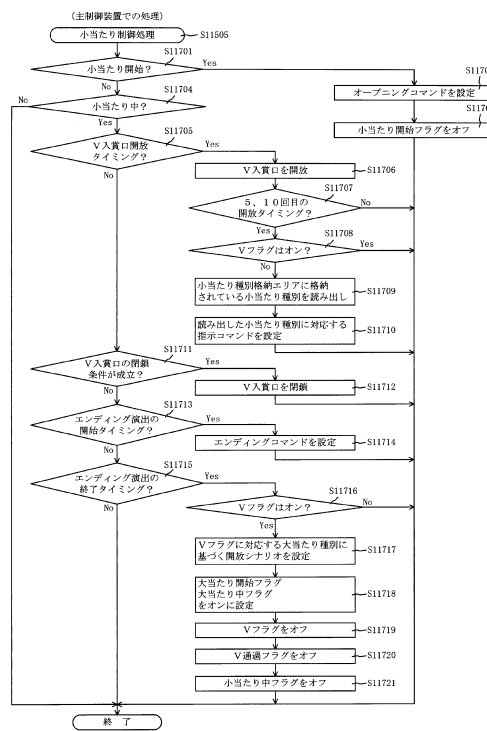 (主制御装置での処理)
小当たり制御処理
S11505
S11701
小当たり開始?
Yes
No
S1170
オープニングコマンドを設定
S11704
No
小当たり中?
Yes
小当たり開始フラグをオフ
S11705
V入賞口開放
タイミング?
Yes
No
V入賞口を開放
S11706
S11707
5、10回目の
開放タイミング?
No
Yes
S11708
Vフラグはオン?
Yes
No
小当たり種別格納エリアに格納
されている小当たり種別を読み出し
S11709
読み出した小当たり種別に対応する
指示コマンドを設定
S11710
S11711
V入賞口の閉鎖
条件が成立?
Yes
No
V入賞口を閉鎖
S11712
S11713
エンディング演出の
開始タイミング?
Yes
No
エンディングコマンドを設定
S11714
S11715
エンディング演出の
終了タイミング?
Yes
No
S11716
Vフラグはオン?
No
Yes
Vフラグに対応する大当たり種別に
基づく開放シナリオを設定
S11717
大当たり開始フラグ
大当たり中フラグ
をオンに設定
S11718
Vフラグをオフ
S11719
V通過フラグをオフ
S11720
小当たり中フラグをオフ
S11721
終了